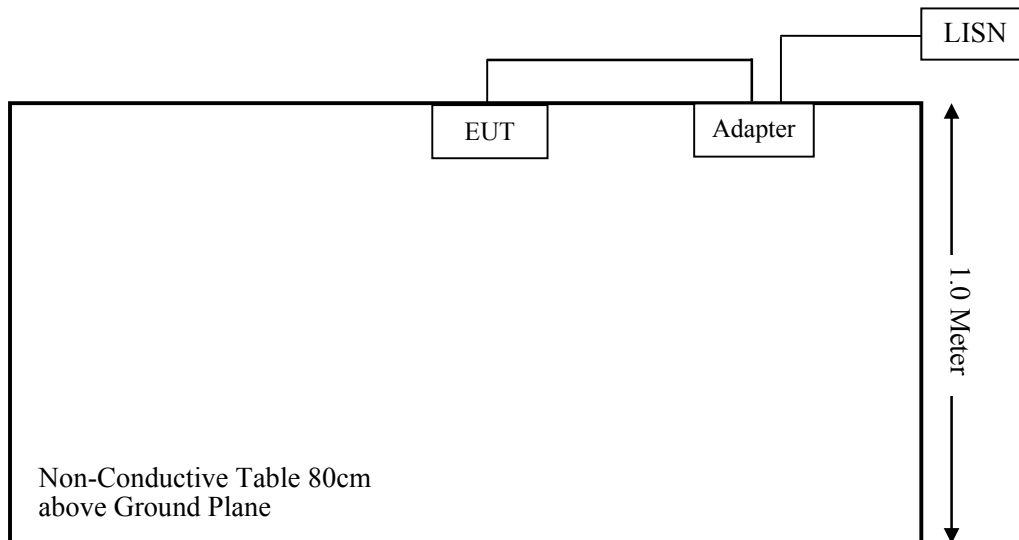 LISN
EUT
Adapter
1.0 Meter
Non-Conductive Table 80cm
above Ground Plane